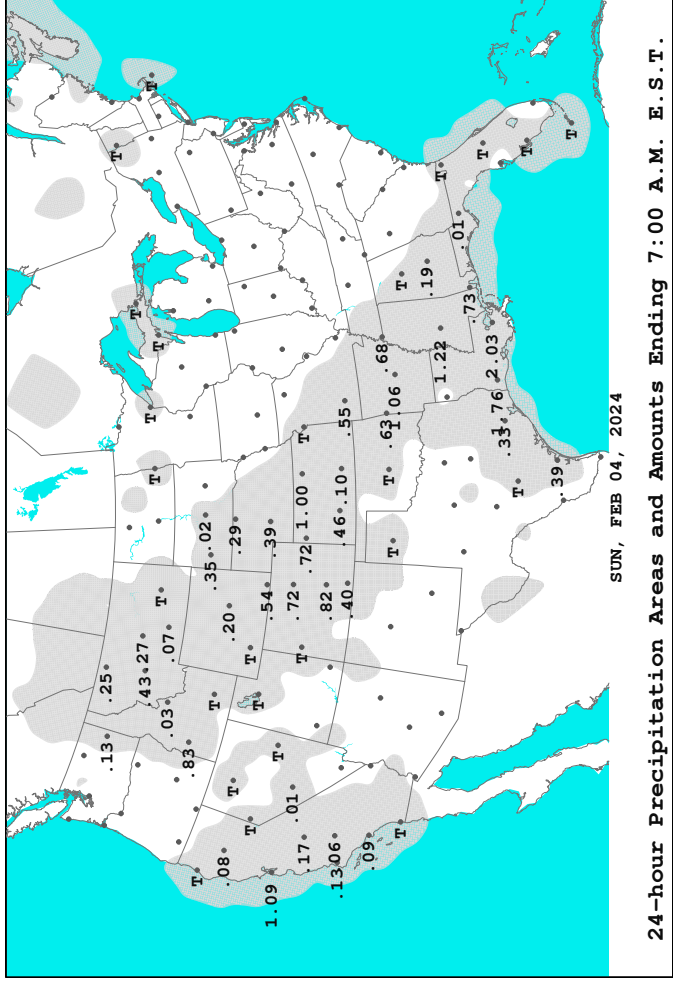 .13 .25
T
T
.43 .27
T T
T T
T
.03 .07
.83
T
.02
.35
T
.08 .20
T
.29
T T
T
1.09 .54 .39
T
.01 .72
.17 T .72 1.00 T
.82
.13 .06
.46 .10 .55
.40
.09
.63 .68
T T 1.06
T T
.19
1.22 T
.01
.73
T
1.76 2.03
.33
T T
.39
T
SUN, FEB 04, 2024
24-hour Precipitation Areas and Amounts Ending 7:00 A.M. E.S.T.